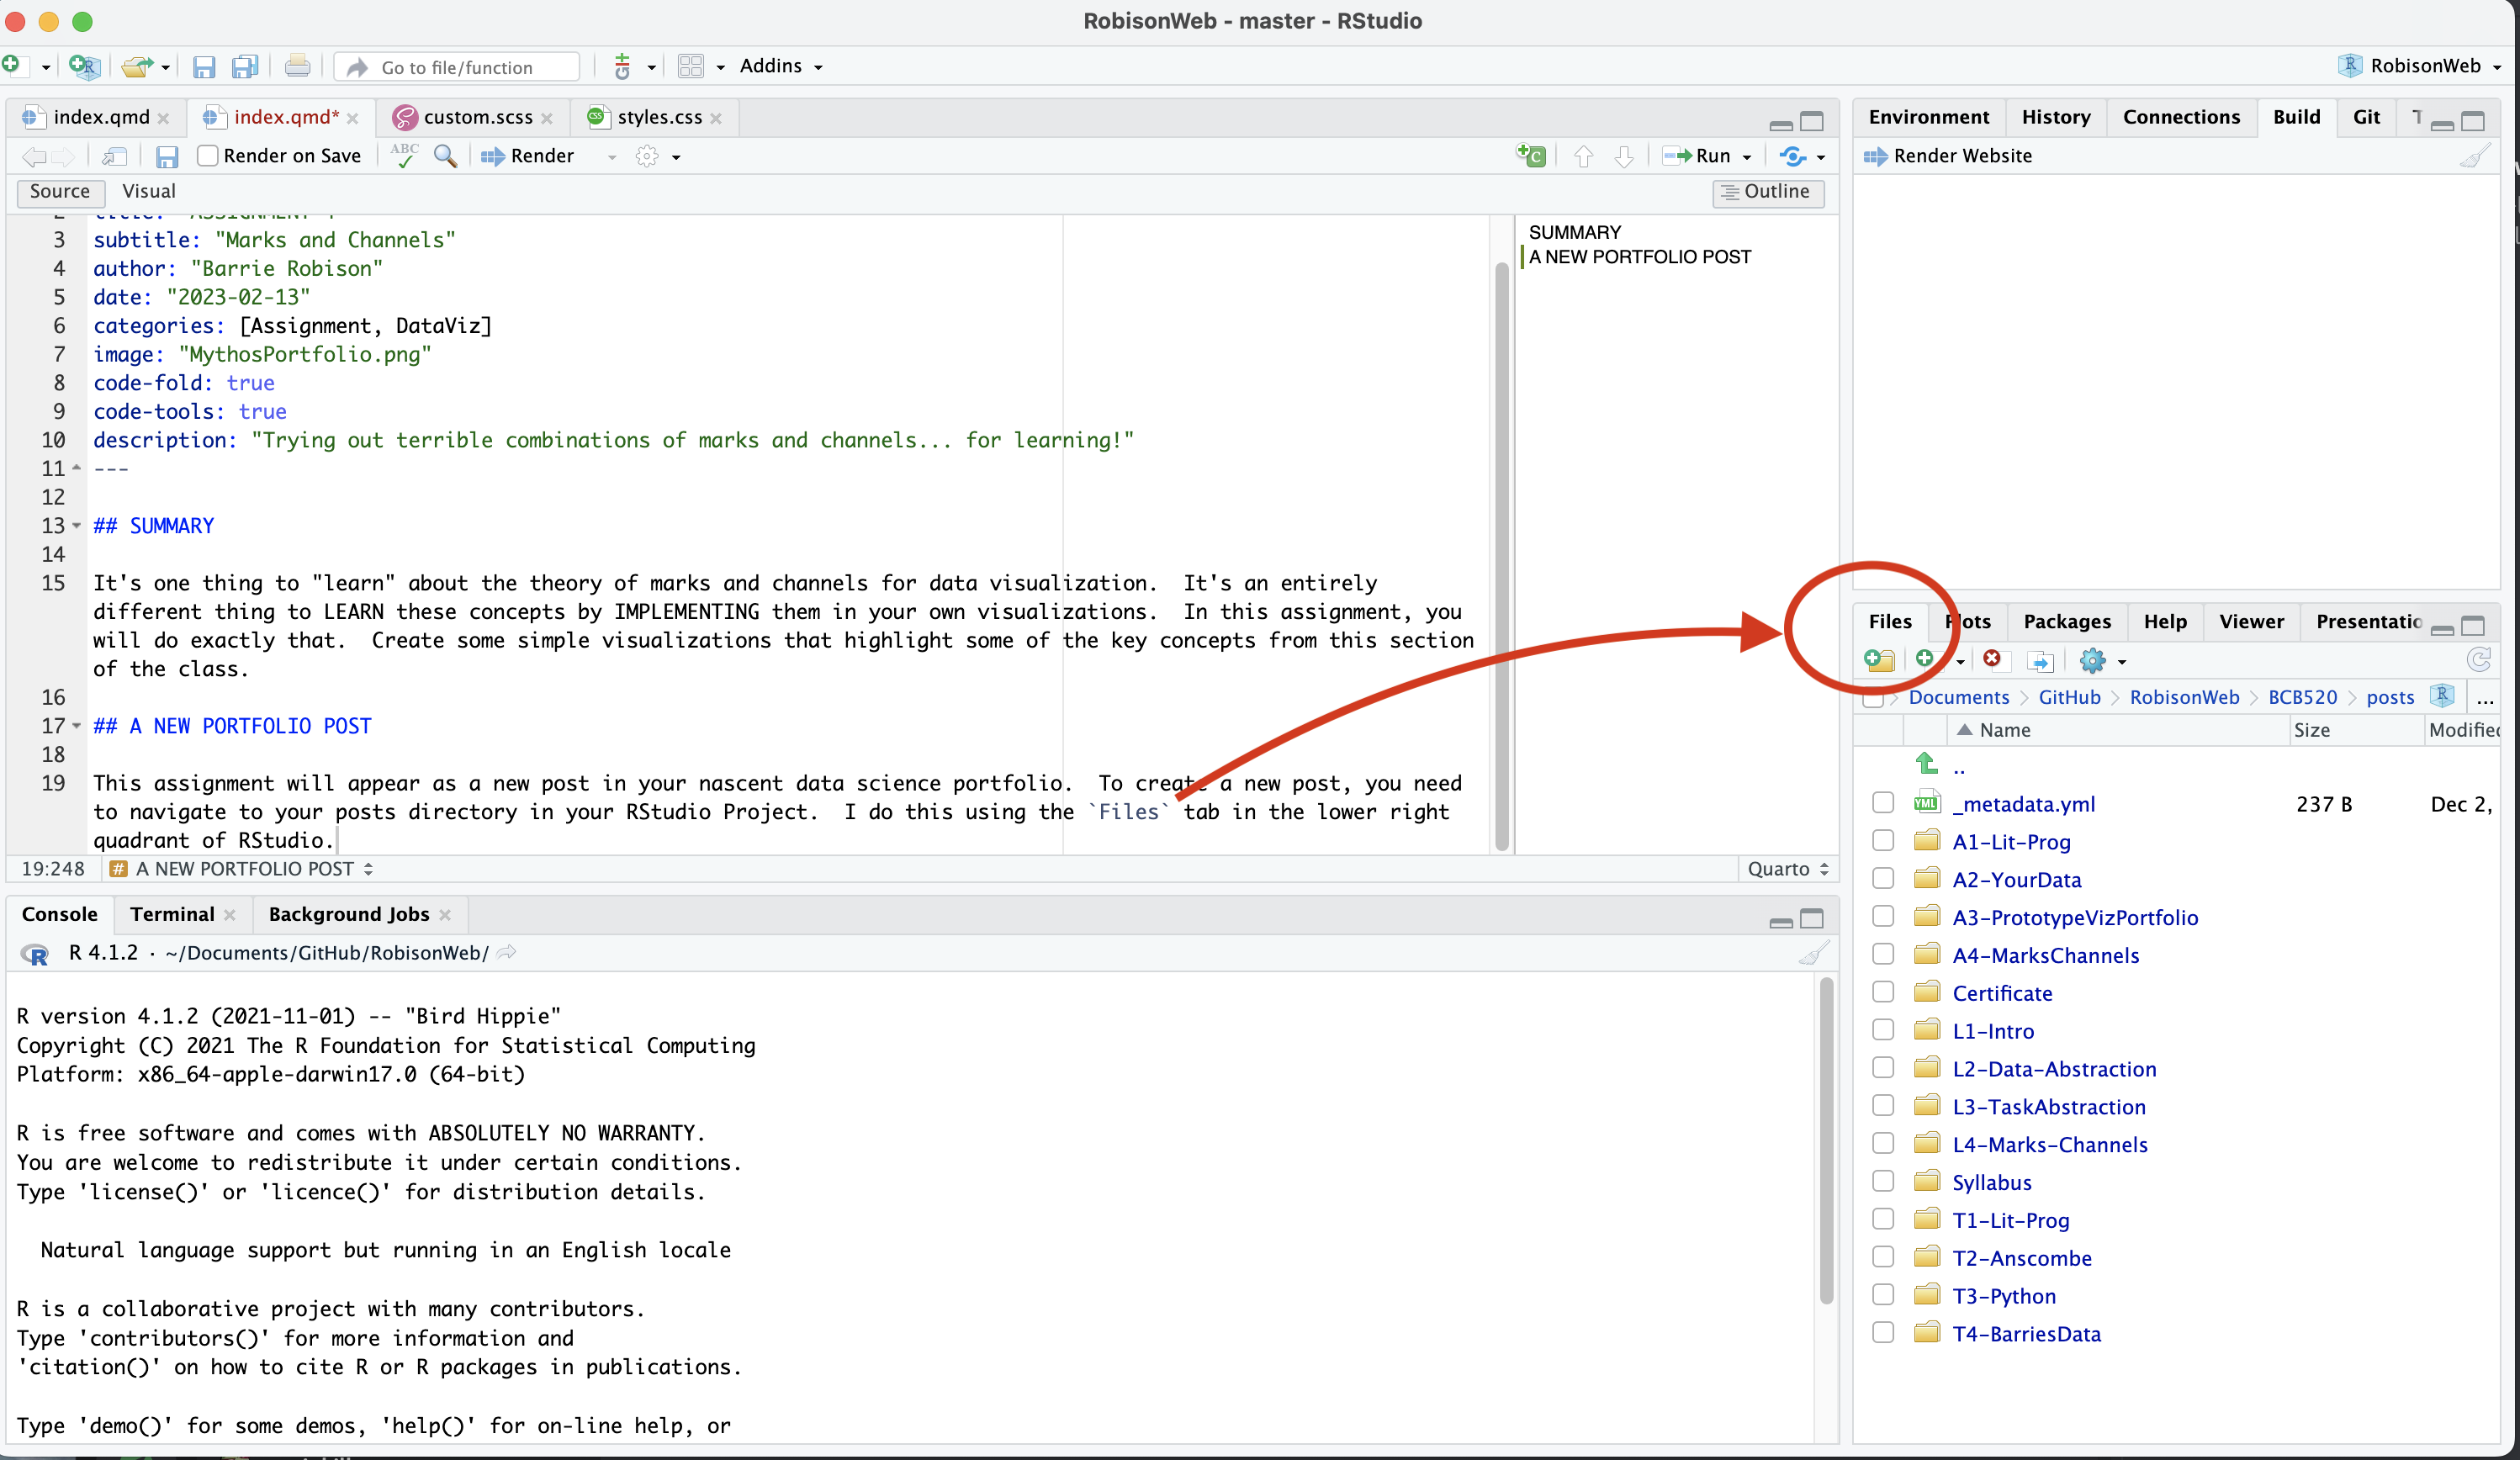 RobisonWeb - master - RStudio
Go to file/function
Addins
RobisonWeb
index.qmd
index.qmd*
custom.scss
styles.css
Render on Save
ABC
Render
Run
Source
Visual
Outline
3 subtitle: "Marks and Channels"
4 author: "Barrie Robison"
5 date: "2023-02-13"
6 categories: [Assignment, DataViz]
7 image: "MythosPortfolio.png"
8 code-fold: true
9 code-tools: true
10 description: "Trying out terrible combinations of marks and channels... for learning!"
11 ---
12
13 ## SUMMARY
14
15 It's one thing to "learn" about the theory of marks and channels for data visualization.  It's an entirely
different thing to LEARN these concepts by IMPLEMENTING them in your own visualizations.  In this assignment, you
will do exactly that.  Create some simple visualizations that highlight some of the key concepts from this section
of the class.
16
17 ## A NEW PORTFOLIO POST
18
19 This assignment will appear as a new post in your nascent data science portfolio.  To create a new post, you need
to navigate to your posts directory in your RStudio Project.  I do this using the `Files` tab in the lower right
quadrant of RStudio.
SUMMARY
A NEW PORTFOLIO POST
19:248
# A NEW PORTFOLIO POST
Quarto
Console
Terminal
Background Jobs
R 4.1.2 · ~/Documents/GitHub/RobisonWeb/
R version 4.1.2 (2021-11-01) -- "Bird Hippie"
Copyright (C) 2021 The R Foundation for Statistical Computing
Platform: x86_64-apple-darwin17.0 (64-bit)
R is free software and comes with ABSOLUTELY NO WARRANTY.
You are welcome to redistribute it under certain conditions.
Type 'license()' or 'licence()' for distribution details.
Natural language support but running in an English locale
R is a collaborative project with many contributors.
Type 'contributors()' for more information and
'citation()' on how to cite R or R packages in publications.
Type 'demo()' for some demos, 'help()' for on-line help, or
Environment
History
Connections
Build
Git
Render Website
Files
Plots
Packages
Help
Viewer
Presentatio
Documents
GitHub
RobisonWeb
BCB520
posts
...
Name
Size
Modified
..
_metadata.yml 237 B Dec 2,
A1-Lit-Prog
A2-YourData
A3-PrototypeVizPortfolio
A4-MarksChannels
Certificate
L1-Intro
L2-Data-Abstraction
L3-TaskAbstraction
L4-Marks-Channels
Syllabus
T1-Lit-Prog
T2-Anscombe
T3-Python
T4-BarriesData